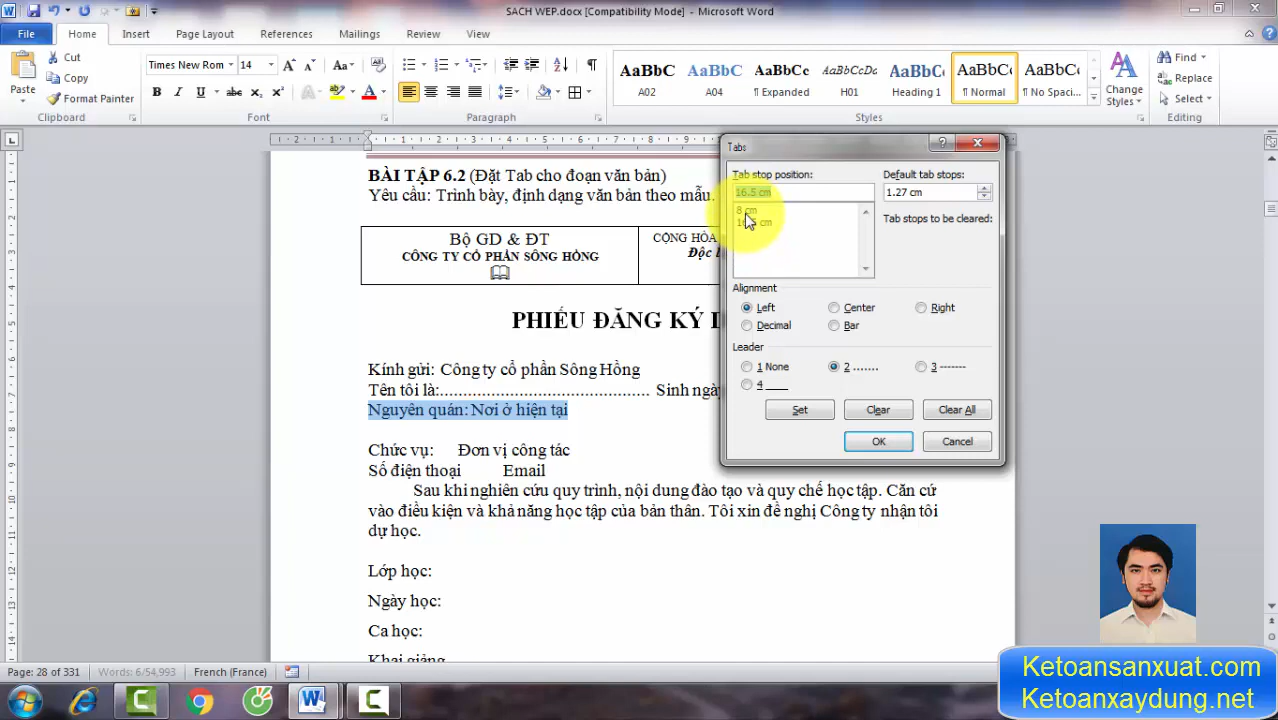 SACH WEP.docx [Compatibility Mode] - Microsoft Word
File Home Insert Page Layout References Mailings Review View
Paste
Cut
Copy
Format Painter
Clipboard
Times New Rom 14
Font
Paragraph
AaBbC AaBbC AaBbCc AaBbCcDa AaBbC AaBbC AaBbCc
A02 A04 ¶ Expanded H01 Heading 1 ¶ Normal ¶ No Spaci...
Change Styles
Styles
Find
Replace
Select
Editing
BÀI TẬP 6.2 (Đặt Tab cho đoạn văn bản)
Yêu cầu: Trình bày, định dạng văn bản theo mẫu.
Bộ GD & ĐT
CÔNG TY CỔ PHẦN SÔNG HỒNG
CỘNG HÒA
Độc l
PHIẾU ĐĂNG KÝ
Kính gửi: Công ty cổ phần Sông Hồng
Tên tôi là:............................................. Sinh ngày
Nguyên quán: Nơi ở hiện tại
Chức vụ: Đơn vị công tác
Số điện thoại Email
Sau khi nghiên cứu quy trình, nội dung đào tạo và quy chế học tập. Căn cứ
vào điều kiện và khả năng học tập của bản thân. Tôi xin đề nghị Công ty nhận tôi
dự học.
Lớp học:
Ngày học:
Ca học:
Khai giảng
Tabs
Tab stop position: Default tab stops:
16.5 cm 1.27 cm
8 cm
Tab stops to be cleared:
Alignment
Left Center Right
Decimal Bar
Leader
1 None 2 ....... 3 -------
4 ____
Set Clear Clear All
OK Cancel
Page: 28 of 331 Words: 6/54,993 French (France)
Ketoansanxuat.com
Ketoanxaydung.net